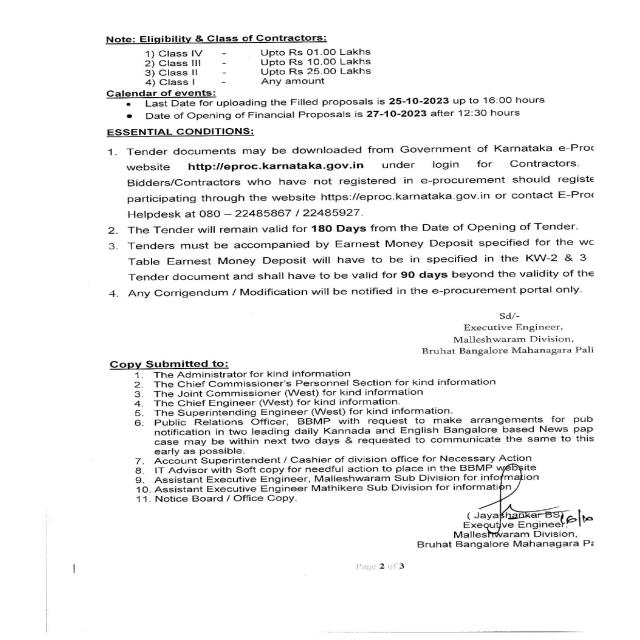 Note: Eligibility & Class of Contractors:
1) Class IV - Upto Rs 01.00 Lakhs
2) Class III - Upto Rs 10.00 Lakhs
3) Class II - Upto Rs 25.00 Lakhs
4) Class I - Any amount
Calendar of events:
• Last Date for uploading the Filled proposals is 25-10-2023 up to 16:00 hours
• Date of Opening of Financial Proposals is 27-10-2023 after 12:30 hours
ESSENTIAL CONDITIONS:
1. Tender documents may be downloaded from Government of Karnataka e-Proc
website http://eproc.karnataka.gov.in under login for Contractors.
Bidders/Contractors who have not registered in e-procurement should registe
participating through the website https://eproc.karnataka.gov.in or contact E-Proc
Helpdesk at 080 – 22485867 / 22485927.
2. The Tender will remain valid for 180 Days from the Date of Opening of Tender.
3. Tenders must be accompanied by Earnest Money Deposit specified for the wo
Table Earnest Money Deposit will have to be in specified in the KW-2 & 3
Tender document and shall have to be valid for 90 days beyond the validity of the
4. Any Corrigendum / Modification will be notified in the e-procurement portal only.
Sd/-
Executive Engineer,
Malleshwaram Division,
Bruhat Bangalore Mahanagara Pali
Copy Submitted to:
1. The Administrator for kind information
2. The Chief Commissioner's Personnel Section for kind information
3. The Joint Commissioner (West) for kind information
4. The Chief Engineer (West) for kind information.
5. The Superintending Engineer (West) for kind information.
6. Public Relations Officer, BBMP with request to make arrangements for pub
notification in two leading daily Kannada and English Bangalore based News pap
case may be within next two days & requested to communicate the same to this
early as possible.
7. Account Superintendent / Cashier of division office for Necessary Action
8. IT Advisor with Soft copy for needful action to place in the BBMP website
9. Assistant Executive Engineer, Malleshwaram Sub Division for information
10. Assistant Executive Engineer Mathikere Sub Division for information
11. Notice Board / Office Copy.
( Jayashankar BS)
Executive Engineer,
Malleshwaram Division,
Bruhat Bangalore Mahanagara Pa
Page 2 of 3